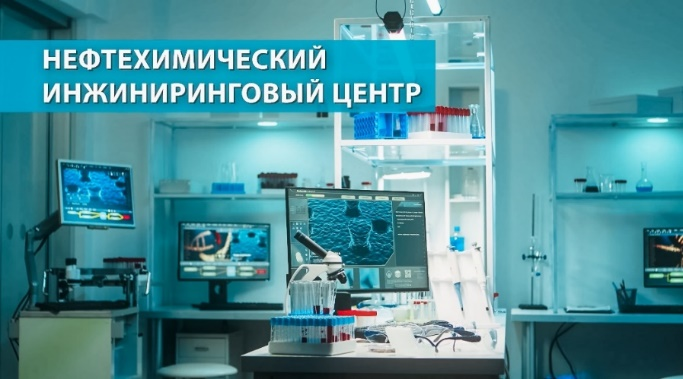 НЕФТЕХИМИЧЕСКИЙ
ИНЖИНИРИНГОВЫЙ ЦЕНТР